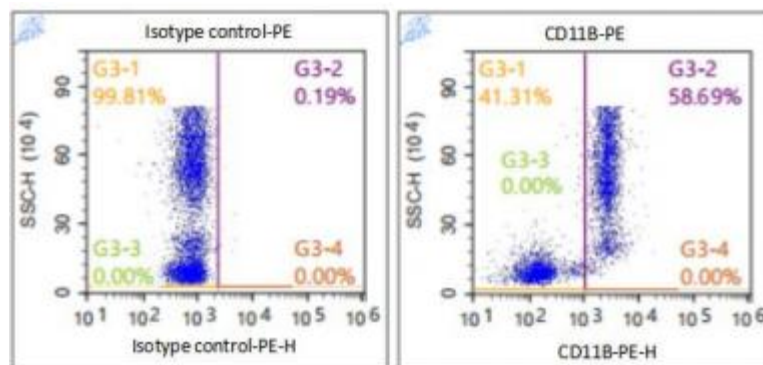 Isotype control-PE
G3-1
99.81%
G3-2
0.19%
G3-3
0.00%
G3-4
0.00%
SSC-H (10^4)
0 30 60 90
10^1 10^2 10^3 10^4 10^5 10^6
Isotype control-PE-H
CD11B-PE
G3-1
41.31%
G3-2
58.69%
G3-3
0.00%
G3-4
0.00%
SSC-H (10^4)
0 30 60 90
10^1 10^2 10^3 10^4 10^5 10^6
CD11B-PE-H